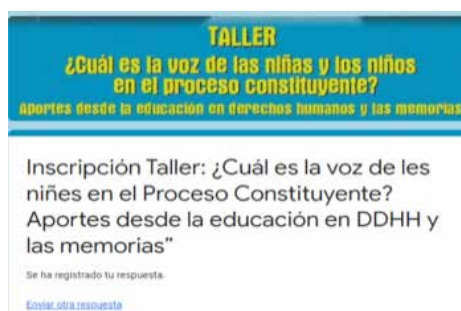 TALLER
¿Cuál es la voz de las niñas y los niños
en el proceso constituyente?
Aportes desde la educación en derechos humanos y las memorias
Inscripción Taller: ¿Cuál es la voz de les
niñes en el Proceso Constituyente?
Aportes desde la educación en DDHH y
las memorias”
Se ha registrado tu respuesta.
Enviar otra respuesta